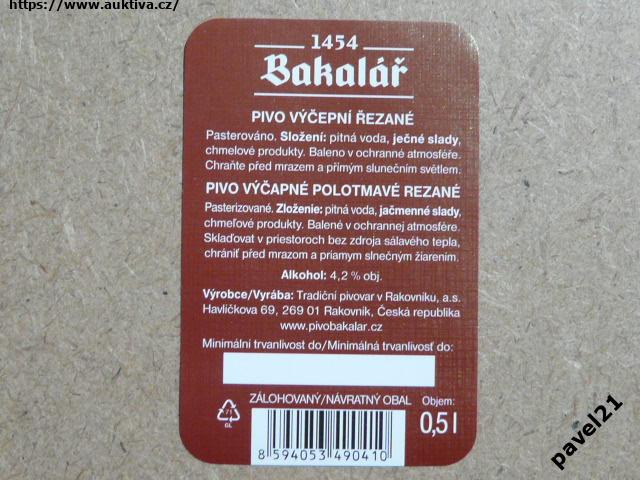 https://www.auktiva.cz/
1454
Bakalář
PIVO VÝČEPNÍ ŘEZANÉ
Pasterováno. Složení: pitná voda, ječné slady,
chmelové produkty. Baleno v ochranné atmosféře.
Chraňte před mrazem a přímým slunečním světlem.
PIVO VÝČAPNÉ POLOTMAVÉ REZANÉ
Pasterizované. Zloženie: pitná voda, jačmenné slady,
chmeľové produkty. Balené v ochrannej atmosfére.
Skladovať v priestoroch bez zdroja sálavého tepla,
chrániť před mrazom a priamym slnečným žiarením.
Alkohol: 4,2 % obj.
Výrobce/Vyrába: Tradiční pivovar v Rakovníku, a.s.
Havlíčkova 69, 269 01 Rakovník, Česká republika
www.pivobakalar.cz
Minimální trvanlivost do/Minimálná trvanlivosť do:
ZÁLOHOVANÝ/NÁVRATNÝ OBAL Objem:
71
GL
0,5 l
8 594053 490410
pavel21